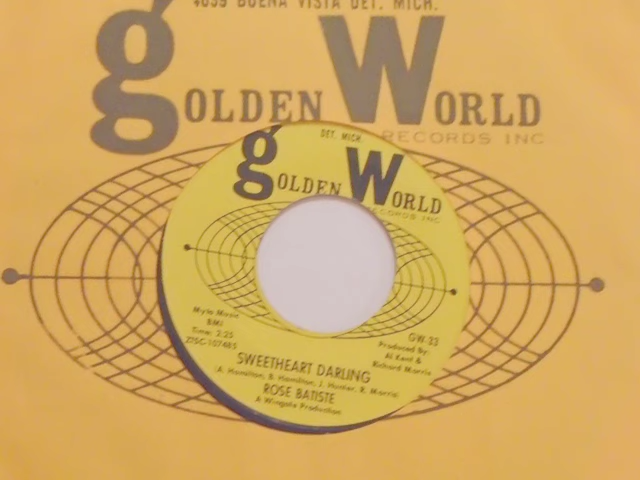 4039 BUENA VISTA DET. MICH.
golden World
RECORDS INC
DET. MICH.
golden World
RECORDS INC
Myto Music
BMI
Time: 2:25
GW-33
Produced By:
Al Kent &
Richard Morris
SWEETHEART DARLING
(A. Hamilton, B. Hamilton, J. Hunter, R. Morris)
ROSE BATISTE
A Wingate Production